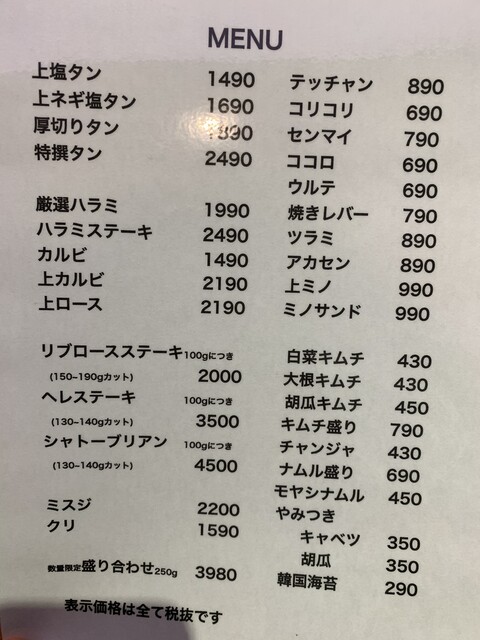 MENU
上塩タン 1490
上ネギ塩タン 1690
厚切りタン 1890
特撰タン 2490
厳選ハラミ 1990
ハラミステーキ 2490
カルビ 1490
上カルビ 2190
上ロース 2190
リブロースステーキ 100gにつき
(150-190gカット) 2000
ヘレステーキ 100gにつき
(130-140gカット) 3500
シャトーブリアン 100gにつき
(130-140gカット) 4500
ミスジ 2200
クリ 1590
数量限定 盛り合わせ 250g 3980
テッチャン 890
コリコリ 690
センマイ 790
ココロ 690
ウルテ 690
焼きレバー 790
ツラミ 890
アカセン 890
上ミノ 990
ミノサンド 990
白菜キムチ 430
大根キムチ 430
胡瓜キムチ 450
キムチ盛り 790
チャンジャ 430
ナムル盛り 690
モヤシナムル 450
やみつき
キャベツ 350
胡瓜 350
韓国海苔 290
表示価格は全て税抜です